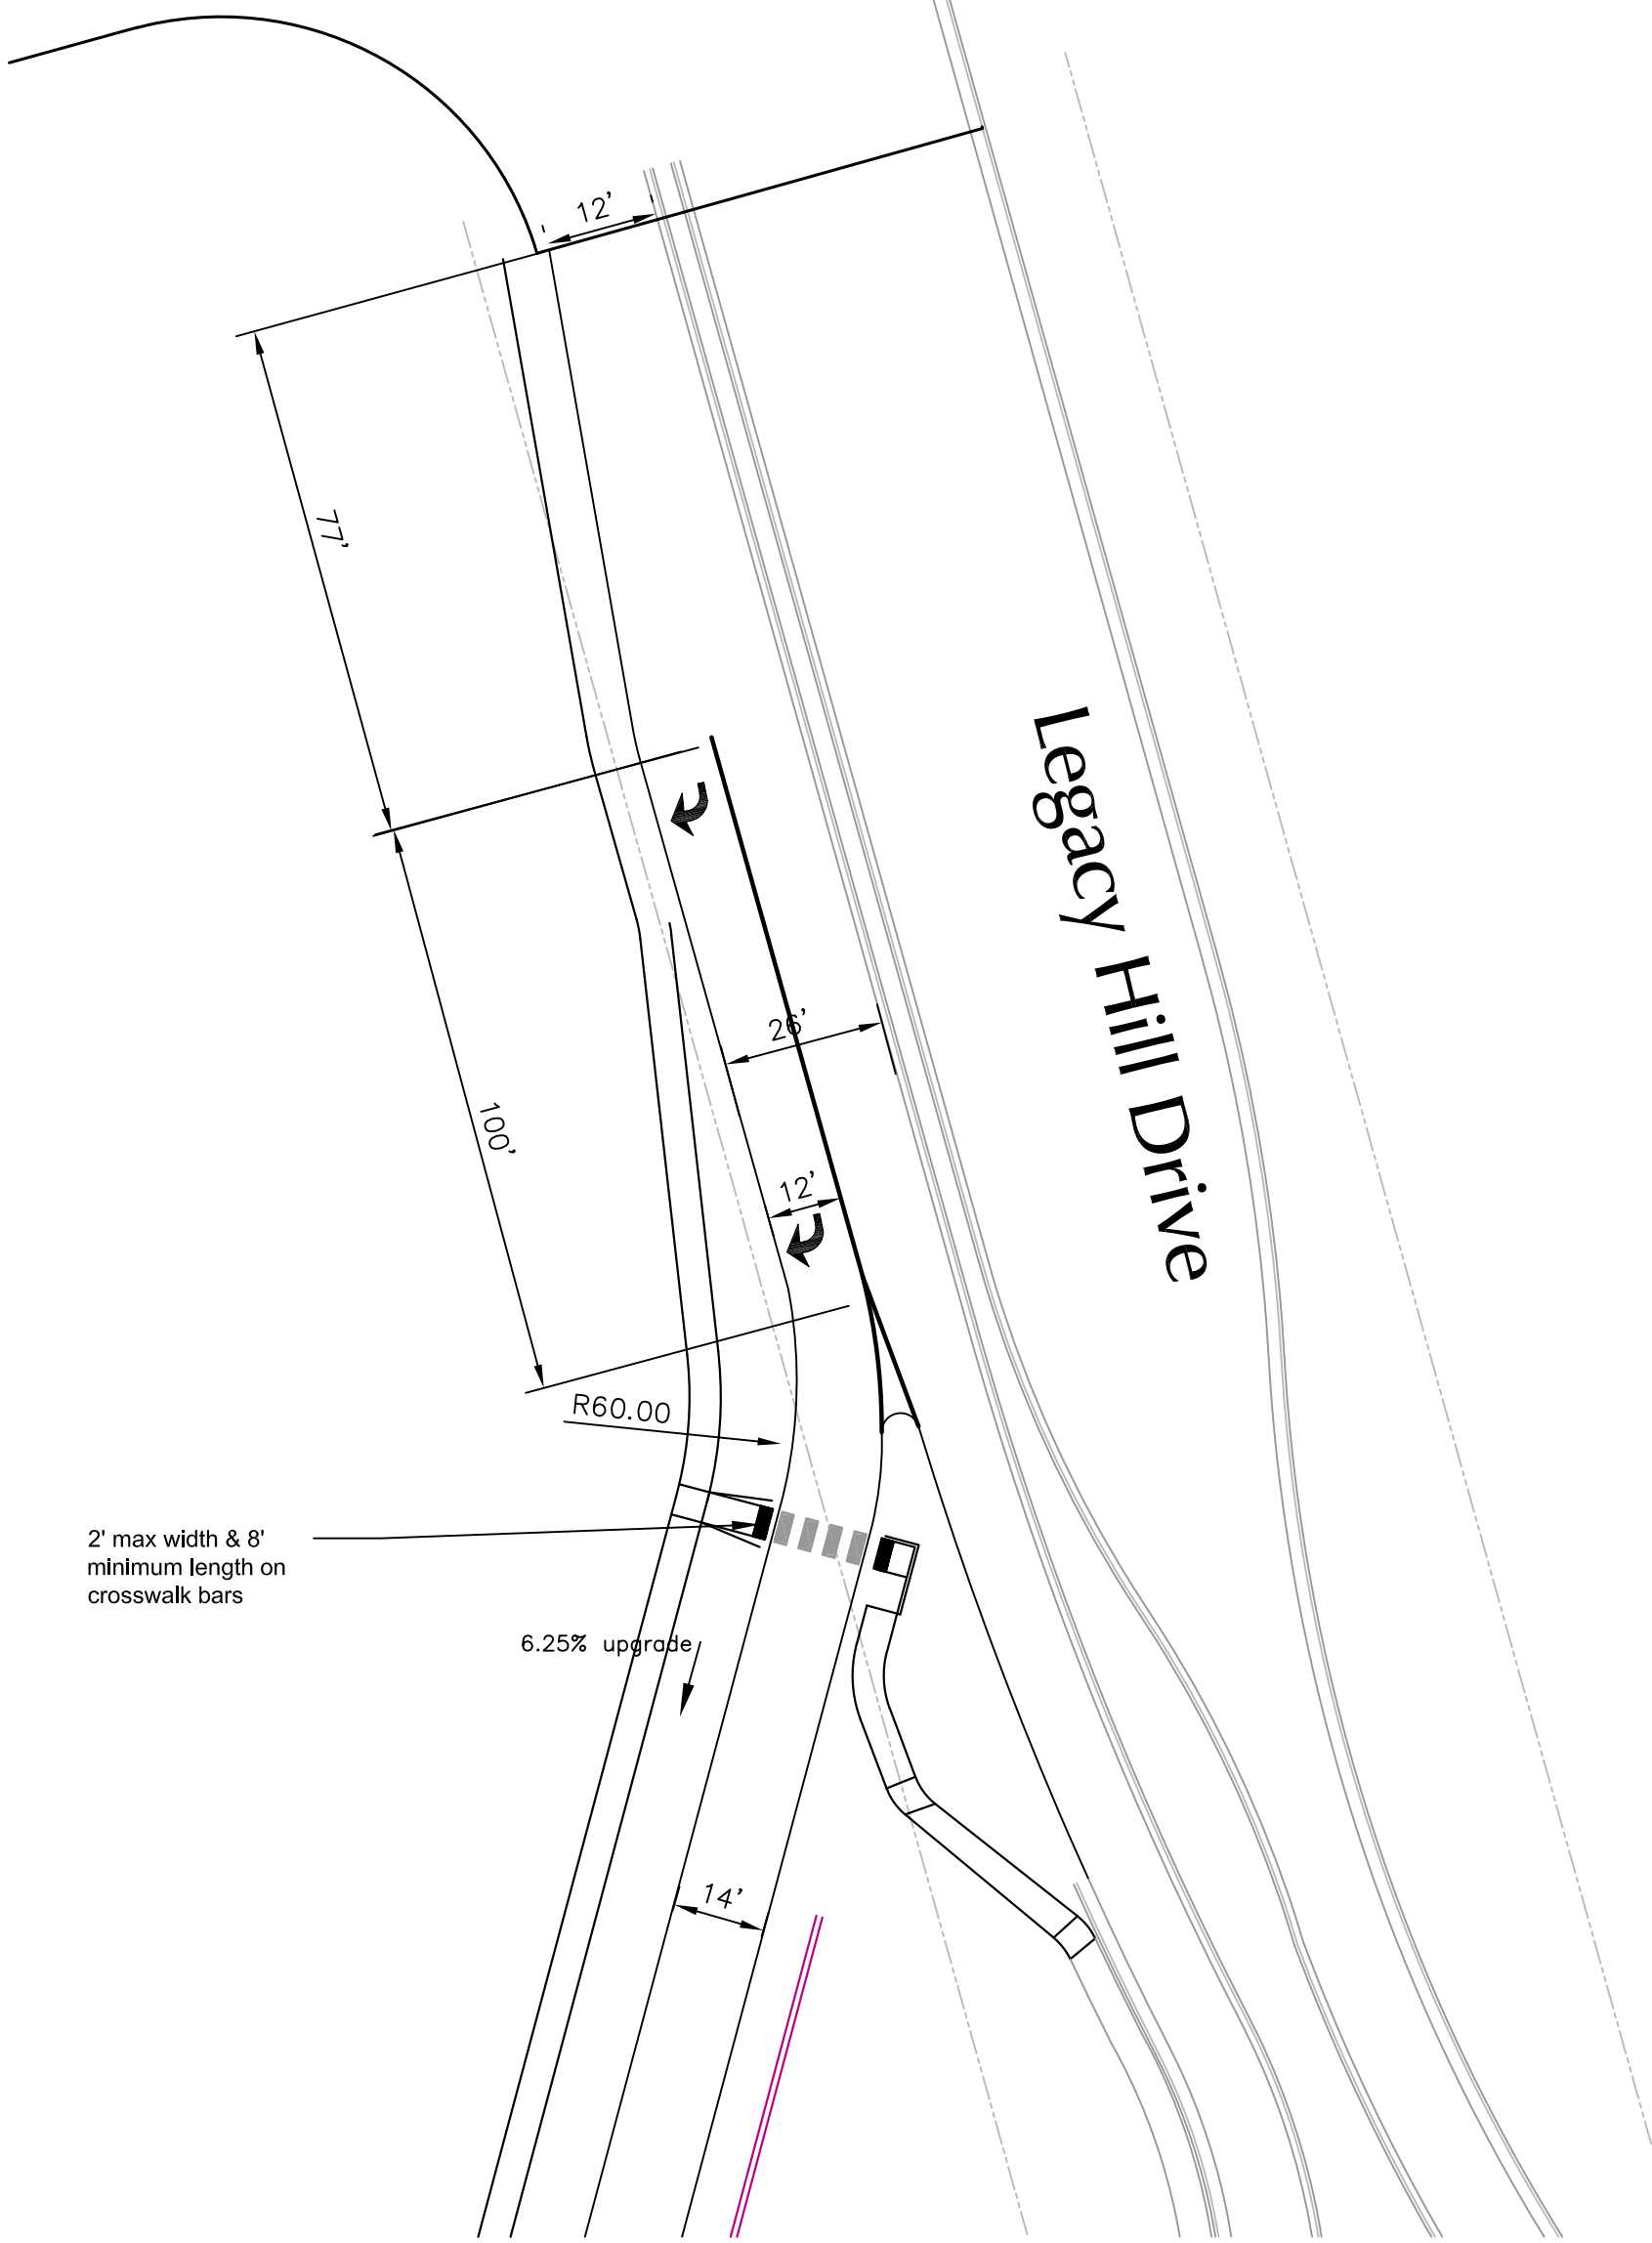 12'
77'
Legacy Hill Drive
26'
100'
12'
R60.00
2' max width & 8'
minimum length on
crosswalk bars
6.25% upgrade
14'